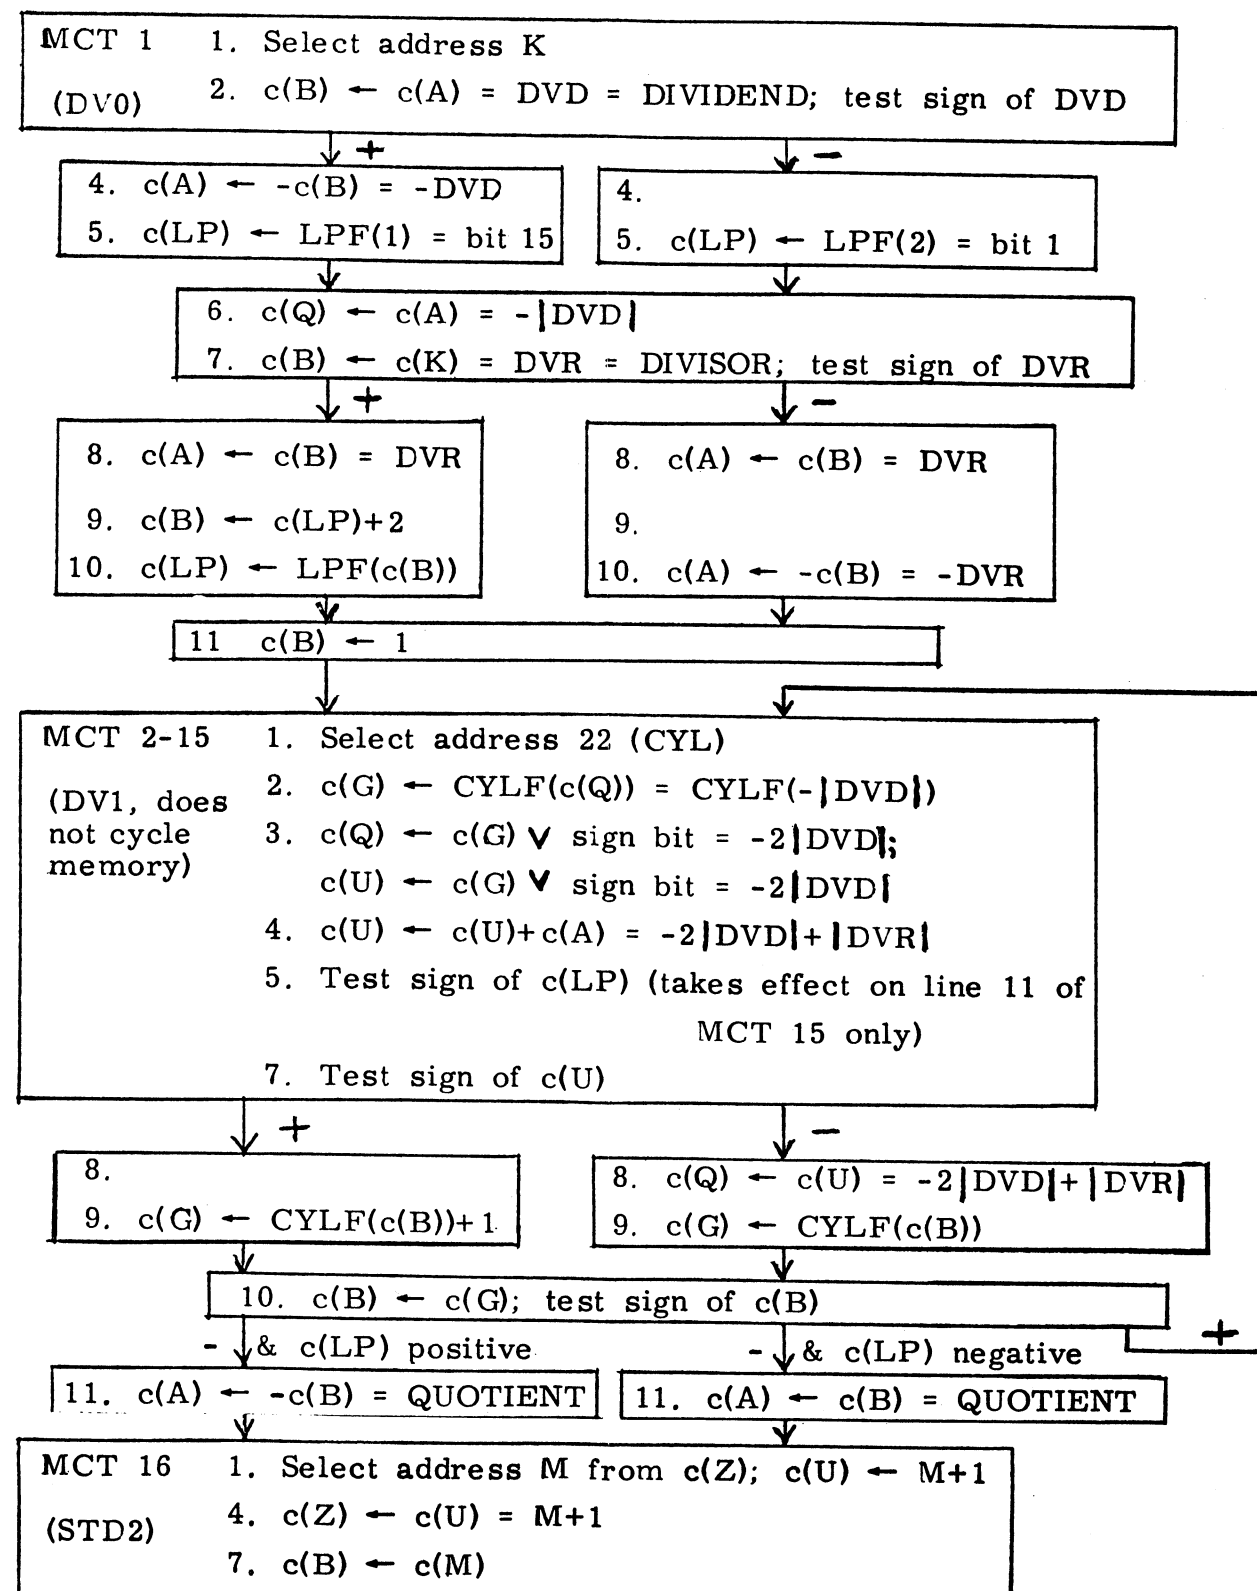 MCT 1 1. Select address K
(DV0) 2. c(B) ← c(A) = DVD = DIVIDEND; test sign of DVD
+ -
4. c(A) ← -c(B) = -DVD
5. c(LP) ← LPF(1) = bit 15
4.
5. c(LP) ← LPF(2) = bit 1
6. c(Q) ← c(A) = -|DVD|
7. c(B) ← c(K) = DVR = DIVISOR; test sign of DVR
+ -
8. c(A) ← c(B) = DVR
9. c(B) ← c(LP)+2
10. c(LP) ← LPF(c(B))
8. c(A) ← c(B) = DVR
9.
10. c(A) ← -c(B) = -DVR
11 c(B) ← 1
MCT 2-15 1. Select address 22 (CYL)
(DV1, does
not cycle
memory)
2. c(G) ← CYLF(c(Q)) = CYLF(-|DVD|)
3. c(Q) ← c(G) V sign bit = -2|DVD|;
c(U) ← c(G) V sign bit = -2|DVD|
4. c(U) ← c(U)+c(A) = -2|DVD|+|DVR|
5. Test sign of c(LP) (takes effect on line 11 of
MCT 15 only)
7. Test sign of c(U)
+ -
8.
9. c(G) ← CYLF(c(B))+1
8. c(Q) ← c(U) = -2|DVD|+|DVR|
9. c(G) ← CYLF(c(B))
10. c(B) ← c(G); test sign of c(B)
+
- & c(LP) positive
- & c(LP) negative
11. c(A) ← -c(B) = QUOTIENT
11. c(A) ← c(B) = QUOTIENT
MCT 16 1. Select address M from c(Z); c(U) ← M+1
(STD2) 4. c(Z) ← c(U) = M+1
7. c(B) ← c(M)